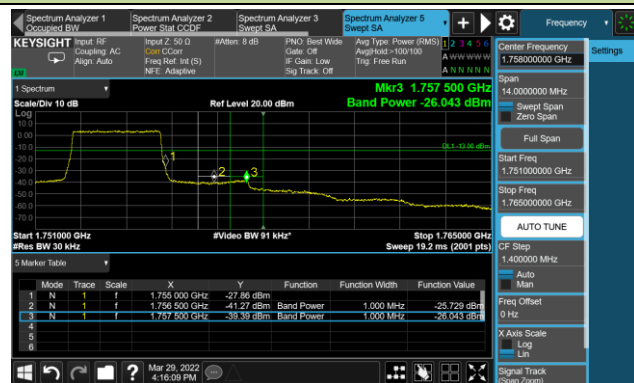 Spectrum Analyzer 1
Occupied BW
Spectrum Analyzer 2
Power Stat CCDF
Spectrum Analyzer 3
Swept SA
Spectrum Analyzer 5
Swept SA
Frequency
KEYSIGHT
Input: RF
Coupling: AC
Align: Auto
Input Z: 50 Ω
Corr CCorr
Freq Ref: Int (S)
NFE: Adaptive
#Atten: 8 dB
PNO: Best Wide
Gate: Off
IF Gain: Low
Sig Track: Off
Avg Type: Power (RMS)
Avg|Hold:>100/100
Trig: Free Run
1 2 3 4 5 6
A W W W W W
A N N N N N
1 Spectrum
Scale/Div 10 dB
Ref Level 20.00 dBm
Mkr3 1.757 500 GHz
Band Power -26.043 dBm
Log
10.0
0.00
-10.0
-20.0
-30.0
-40.0
-50.0
-60.0
-70.0
DL1 -13.00 dBm
1
2
3
Start 1.751000 GHz
#Res BW 30 kHz
#Video BW 91 kHz*
Stop 1.765000 GHz
Sweep 19.2 ms (2001 pts)
5 Marker Table
Mode Trace Scale X Y Function Function Width Function Value
1 N 1 f 1.755 000 GHz -27.86 dBm
2 N 1 f 1.756 500 GHz -41.27 dBm Band Power 1.000 MHz -25.729 dBm
3 N 1 f 1.757 500 GHz -39.39 dBm Band Power 1.000 MHz -26.043 dBm
4
5
6
Mar 29, 2022
4:16:09 PM
Center Frequency
1.758000000 GHz
Settings
Span
14.0000000 MHz
Swept Span
Zero Span
Full Span
Start Freq
1.751000000 GHz
Stop Freq
1.765000000 GHz
AUTO TUNE
CF Step
1.400000 MHz
Auto
Man
Freq Offset
0 Hz
X Axis Scale
Log
Lin
Signal Track
(Span Zoom)